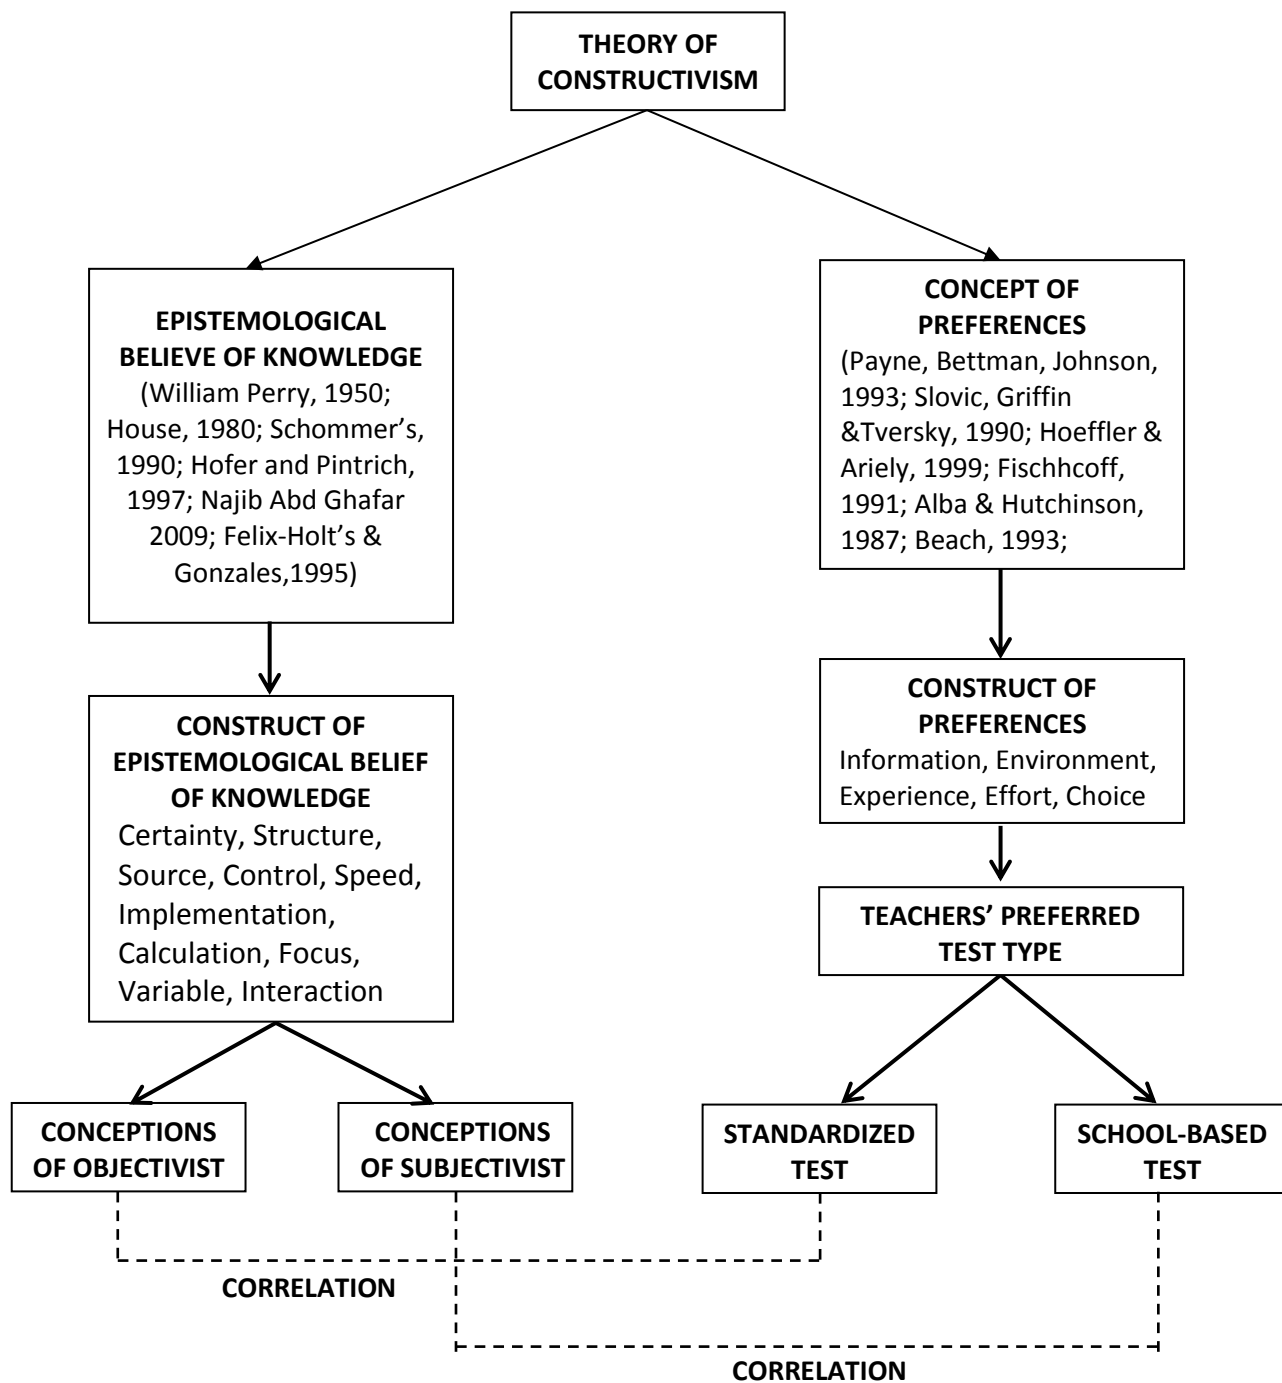 THEORY OF
CONSTRUCTIVISM
EPISTEMOLOGICAL
BELIEVE OF KNOWLEDGE
(William Perry, 1950;
House, 1980; Schommer’s,
1990; Hofer and Pintrich,
1997; Najib Abd Ghafar
2009; Felix-Holt’s &
Gonzales,1995)
CONCEPT OF
PREFERENCES
(Payne, Bettman, Johnson,
1993; Slovic, Griffin
&Tversky, 1990; Hoeffler &
Ariely, 1999; Fischhcoff,
1991; Alba & Hutchinson,
1987; Beach, 1993;
CONSTRUCT OF
EPISTEMOLOGICAL BELIEF
OF KNOWLEDGE
Certainty, Structure,
Source, Control, Speed,
Implementation,
Calculation, Focus,
Variable, Interaction
CONSTRUCT OF
PREFERENCES
Information, Environment,
Experience, Effort, Choice
TEACHERS’ PREFERRED
TEST TYPE
CONCEPTIONS
OF OBJECTIVIST
CONCEPTIONS
OF SUBJECTIVIST
STANDARDIZED
TEST
SCHOOL-BASED
TEST
CORRELATION
CORRELATION